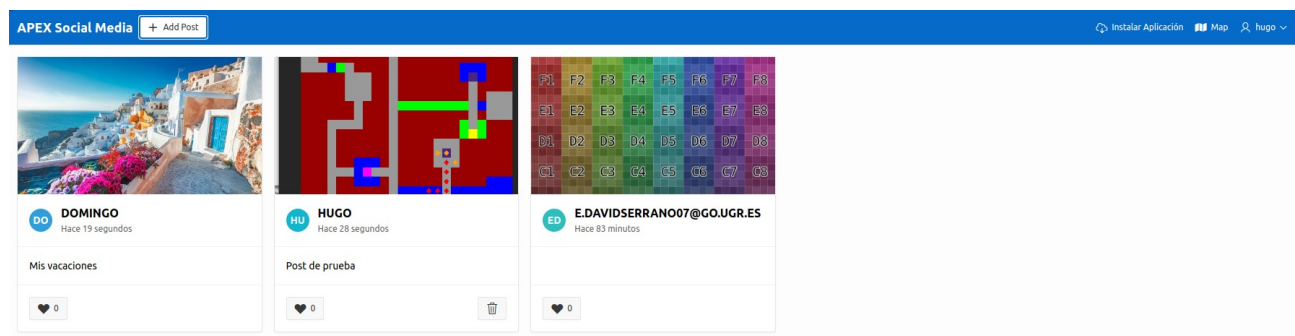 APEX Social Media + Add Post Instalar Aplicación Map hugo
F1 F2 F3 F4 F5 F6 F7 F8
E1 E2 E3 E4 E5 E6 E7 E8
D1 D2 D3 D4 D5 D6 D7 D8
C1 C2 C3 C4 C5 C6 C7 C8
DO DOMINGO
Hace 19 segundos
Mis vacaciones
0
HU HUGO
Hace 28 segundos
Post de prueba
0
ED E.DAVIDSERRANO07@GO.UGR.ES
Hace 83 minutos
0